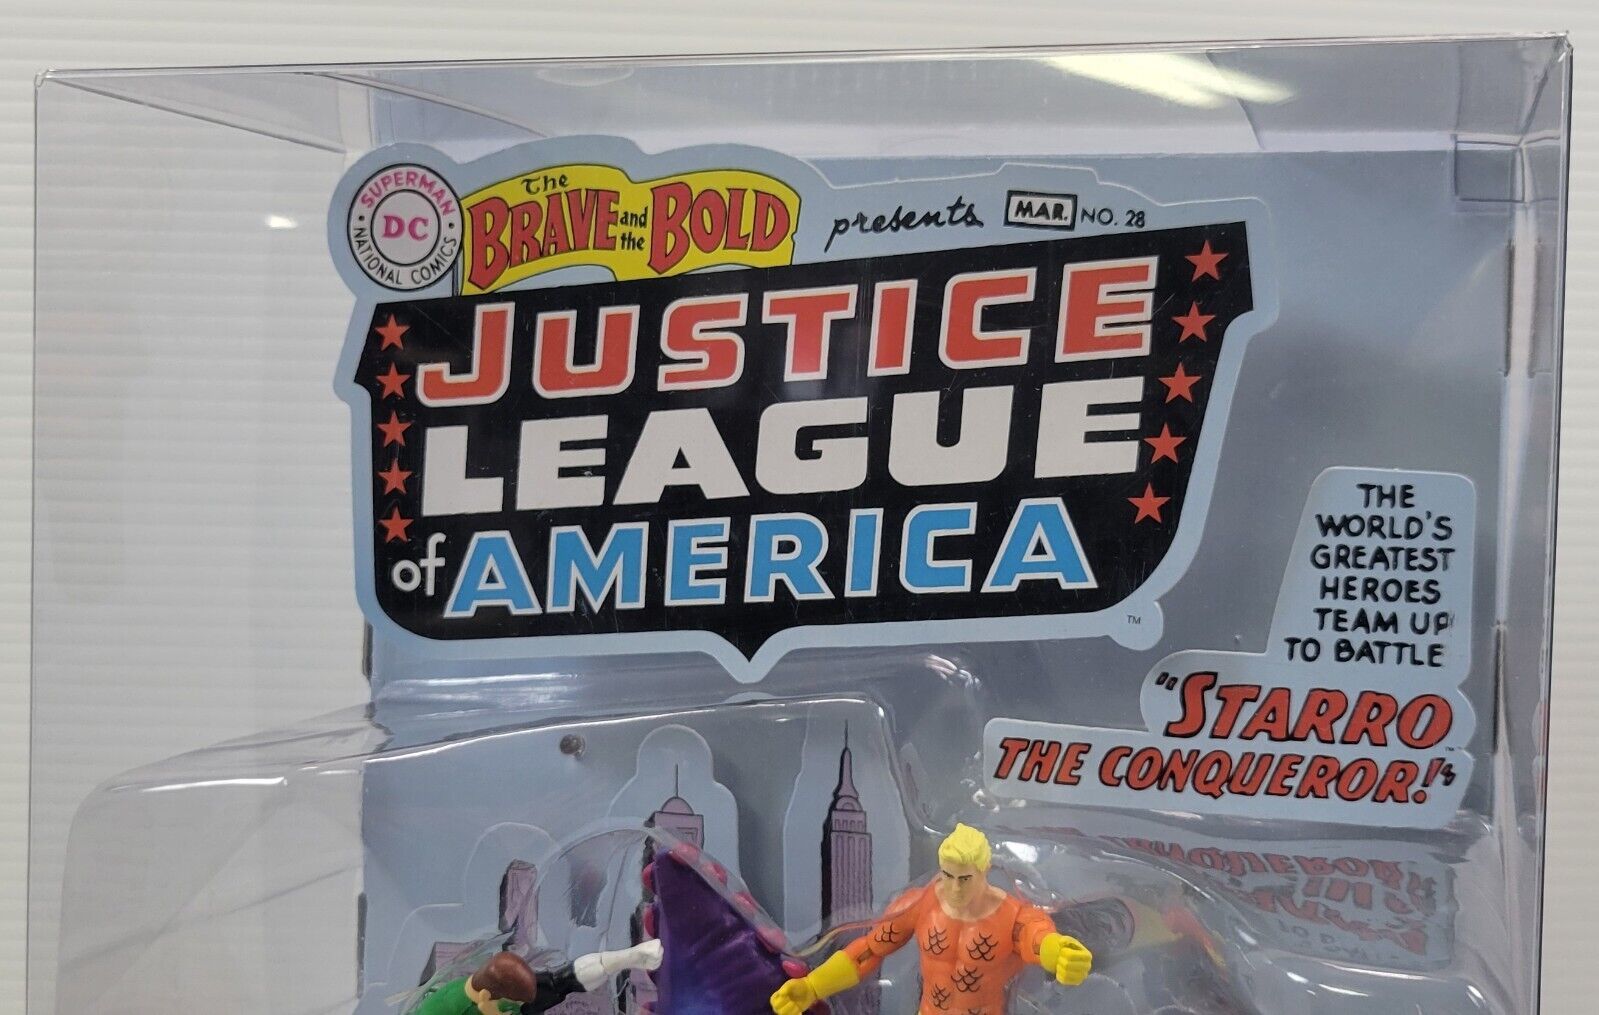 SUPERMAN
DC
NATIONAL COMICS
The
BRAVE and the BOLD
presents MAR. NO. 28
JUSTICE
LEAGUE
of AMERICA
TM
THE
WORLD'S
GREATEST
HEROES
TEAM UP
TO BATTLE
"STARRO
THE CONQUEROR!"